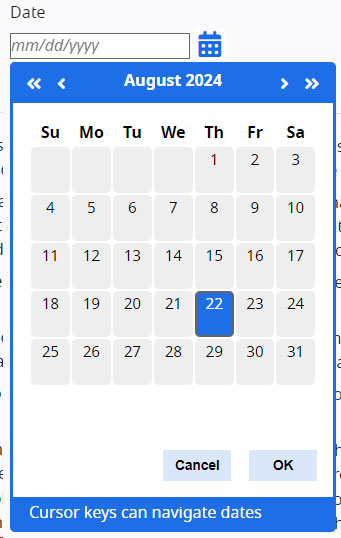 Date
mm/dd/yyyy
« ‹ August 2024 › »
Su Mo Tu We Th Fr Sa
1 2 3
4 5 6 7 8 9 10
11 12 13 14 15 16 17
18 19 20 21 22 23 24
25 26 27 28 29 30 31
Cancel OK
Cursor keys can navigate dates